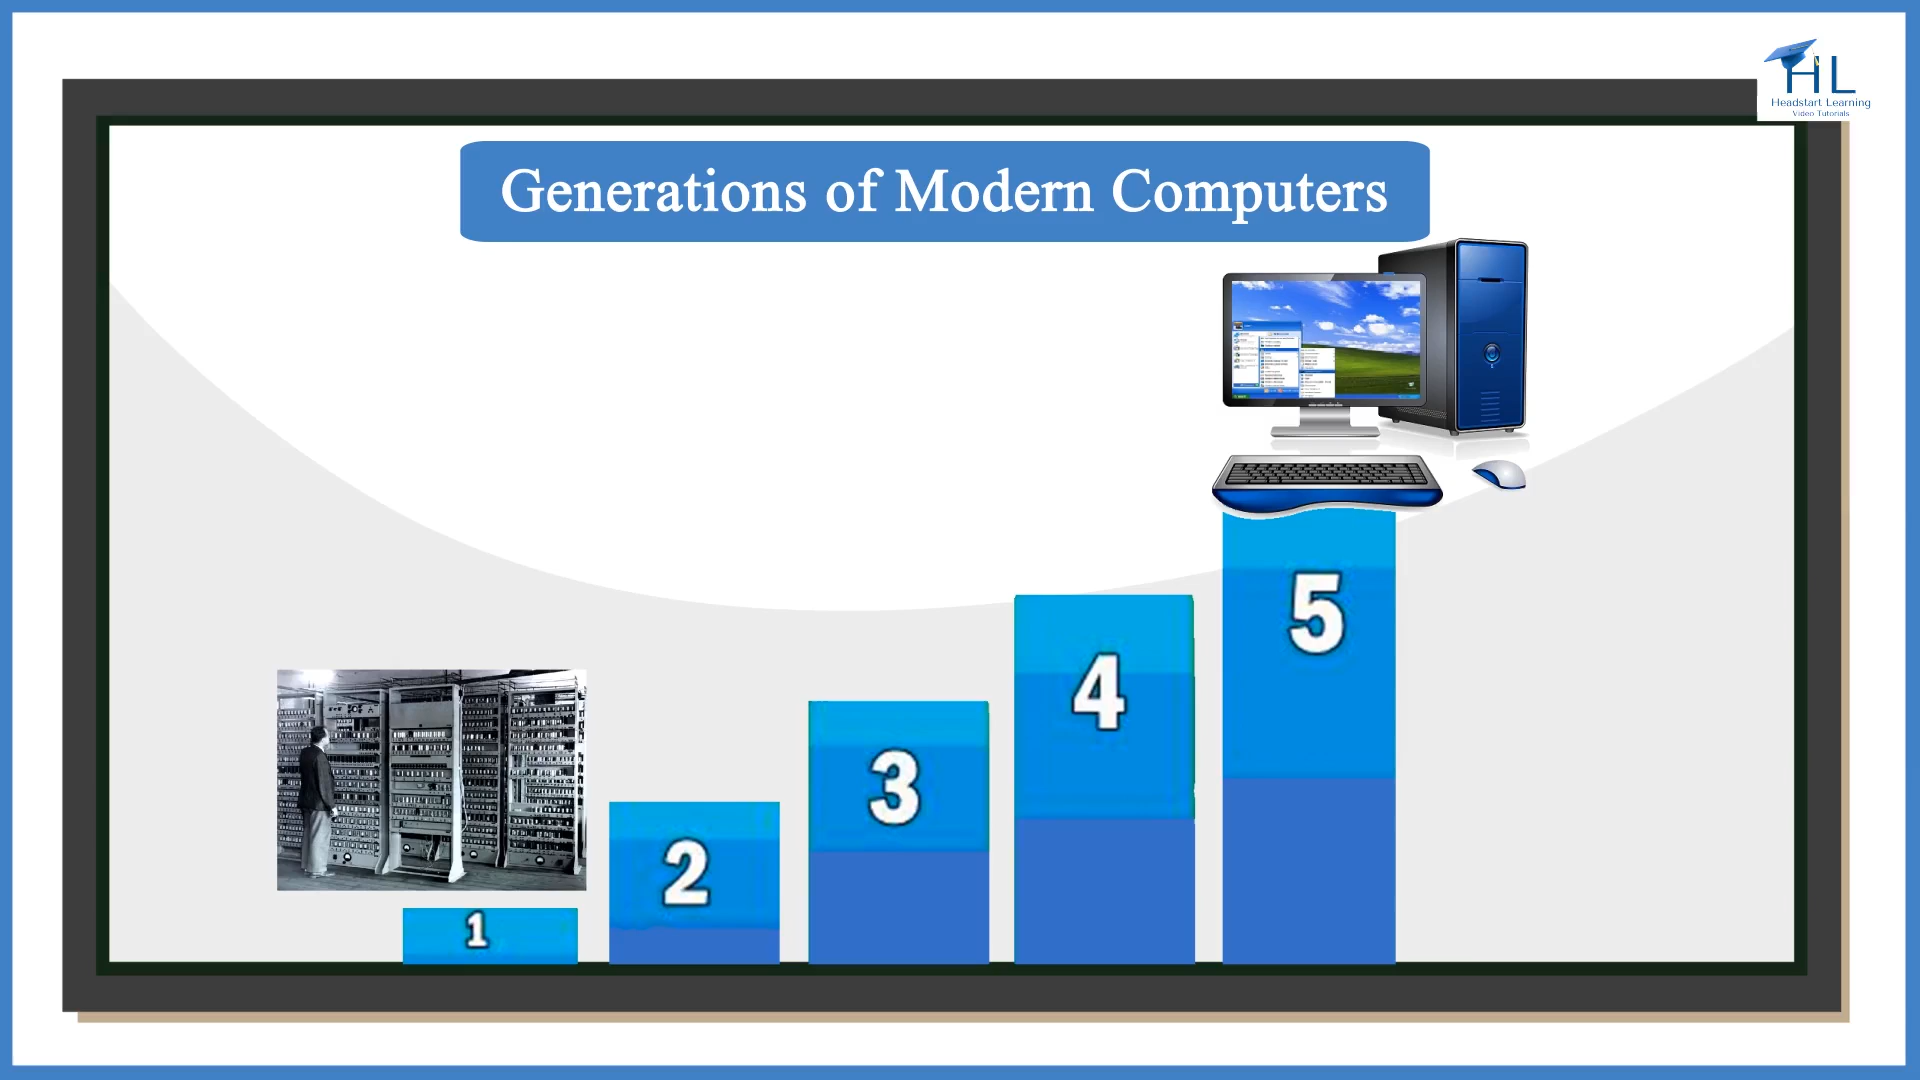 HL
Headstart Learning
Video Tutorials
Generations of Modern Computers
1
2
3
4
5